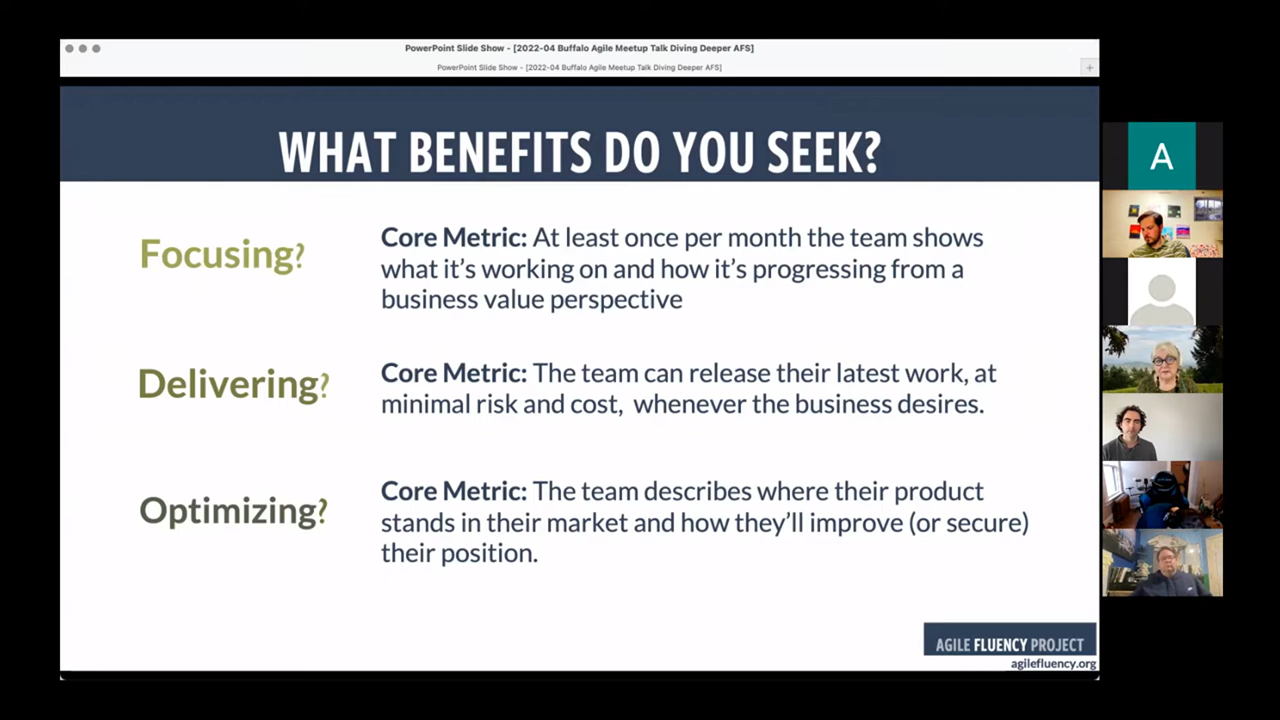 PowerPoint Slide Show - [2022-04 Buffalo Agile Meetup Talk Diving Deeper AFS]
PowerPoint Slide Show - [2022-04 Buffalo Agile Meetup Talk Diving Deeper AFS]
+
WHAT BENEFITS DO YOU SEEK?
Focusing?
Core Metric: At least once per month the team shows
what it's working on and how it's progressing from a
business value perspective
Delivering?
Core Metric: The team can release their latest work, at
minimal risk and cost, whenever the business desires.
Optimizing?
Core Metric: The team describes where their product
stands in their market and how they'll improve (or secure)
their position.
AGILE FLUENCY PROJECT
agilefluency.org
A